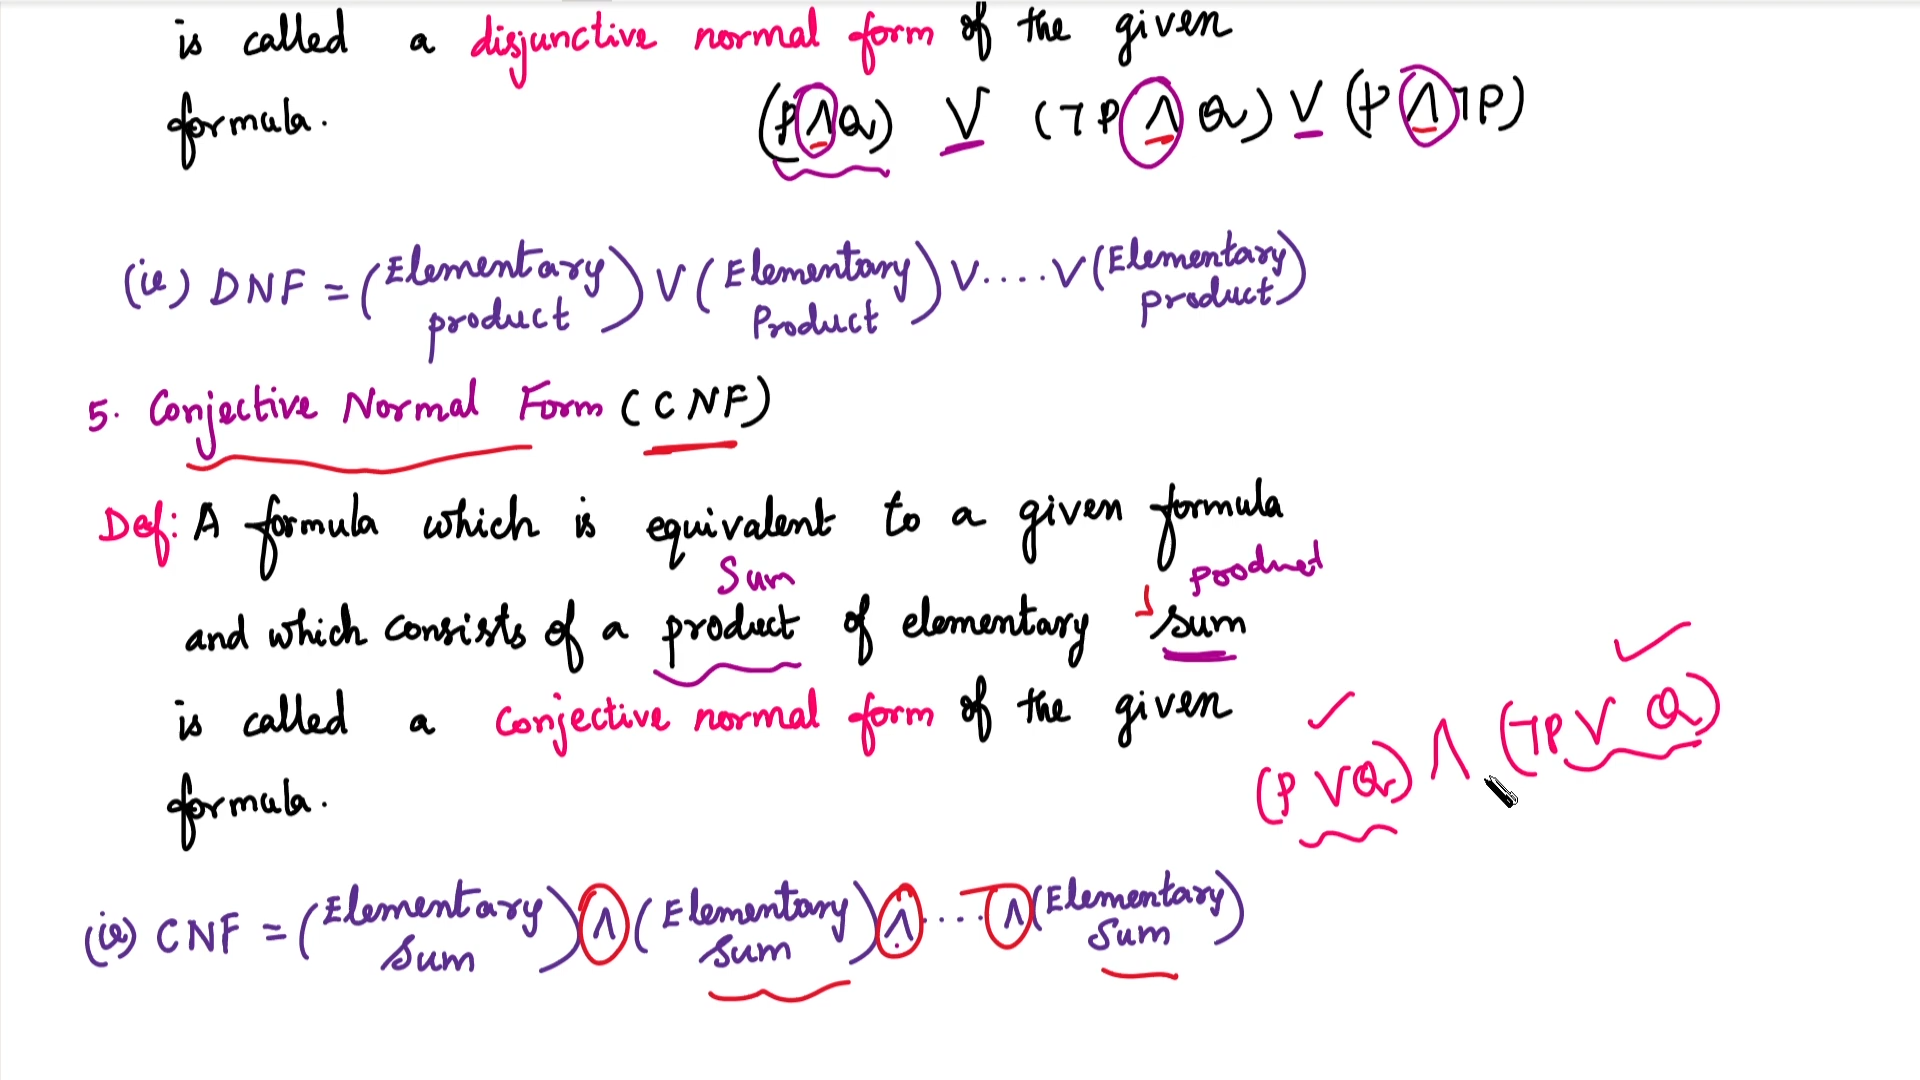 is called a disjunctive normal form of the given
formula.
(P ∧ Q) ∨ (¬P ∧ Q) ∨ (P ∧ ¬P)
(ie) DNF = (Elementary product) ∨ (Elementary Product) ∨ .... ∨ (Elementary product)
5. Conjective Normal Form (CNF)
Def: A formula which is equivalent to a given formula
Sum product
and which consists of a product of elementary sum
is called a conjective normal form of the given
formula.
(P ∨ Q) ∧ (¬P ∨ Q)
(ie) CNF = (Elementary Sum) ∧ (Elementary Sum) ∧ ... ∧ (Elementary Sum)